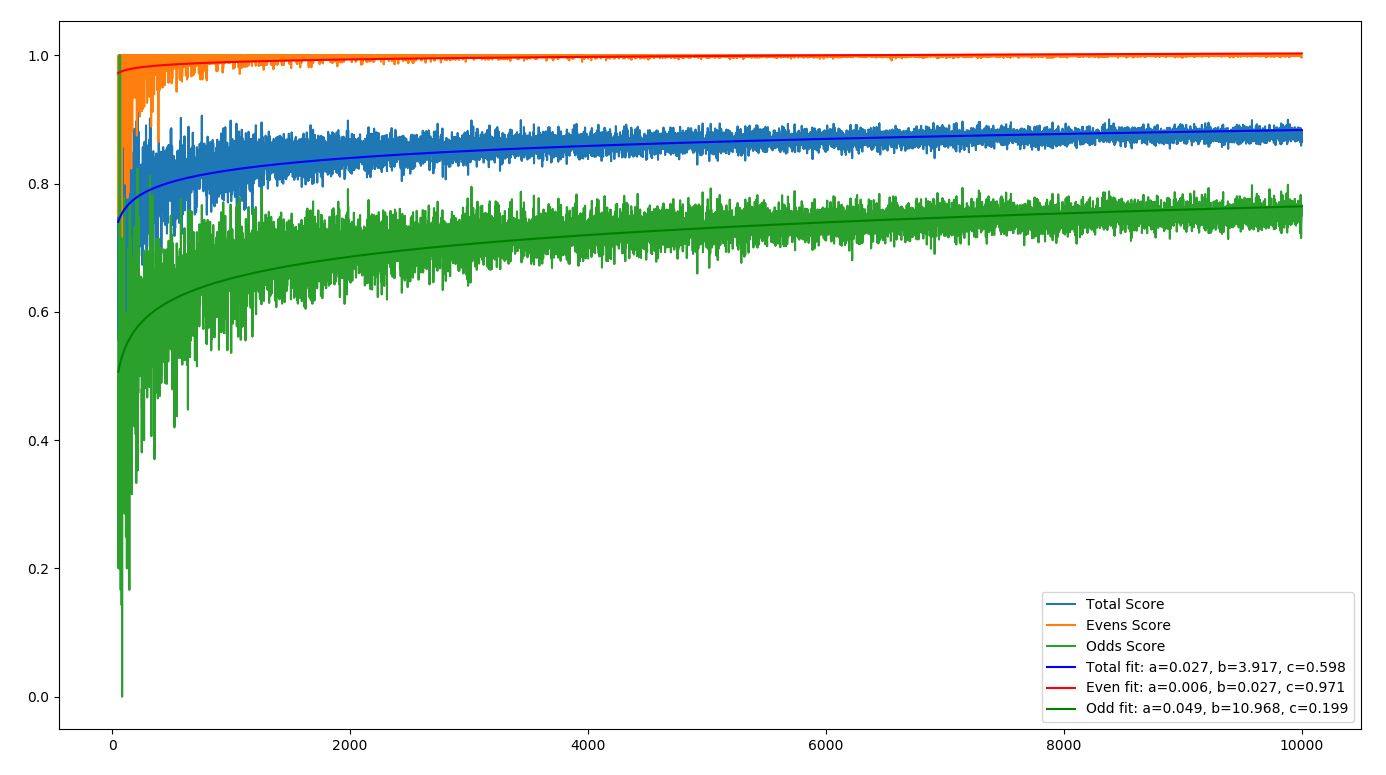 1.0
0.8
0.6
0.4
0.2
0.0
0
2000
4000
6000
8000
10000
Total Score
Evens Score
Odds Score
Total fit: a=0.027, b=3.917, c=0.598
Even fit: a=0.006, b=0.027, c=0.971
Odd fit: a=0.049, b=10.968, c=0.199